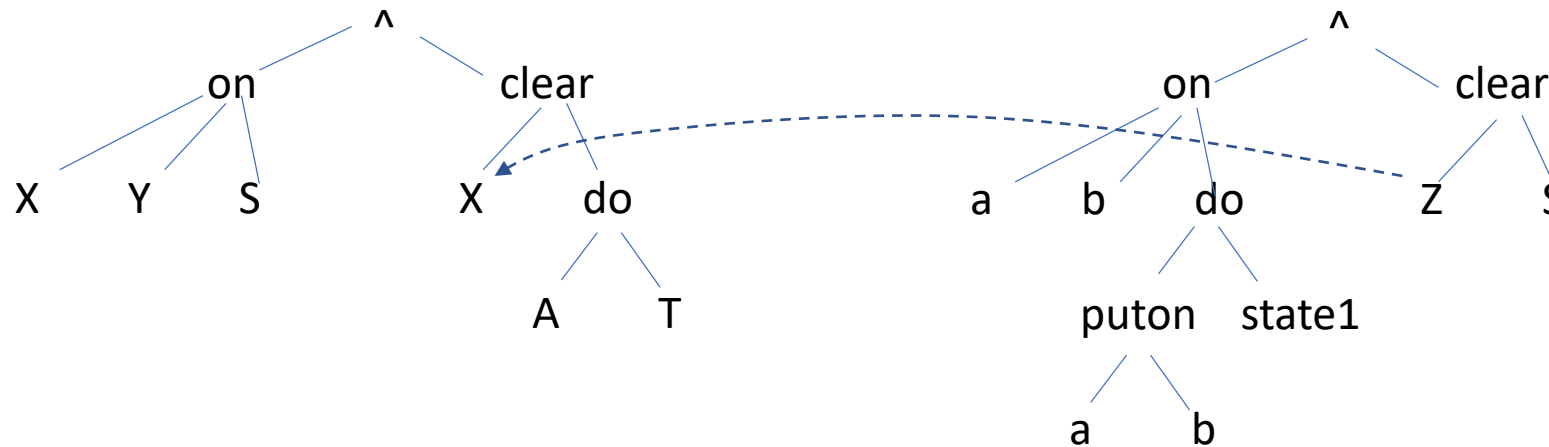 ^ ^
on clear on clear
X Y S X do a b do Z S
A T puton state1
a b